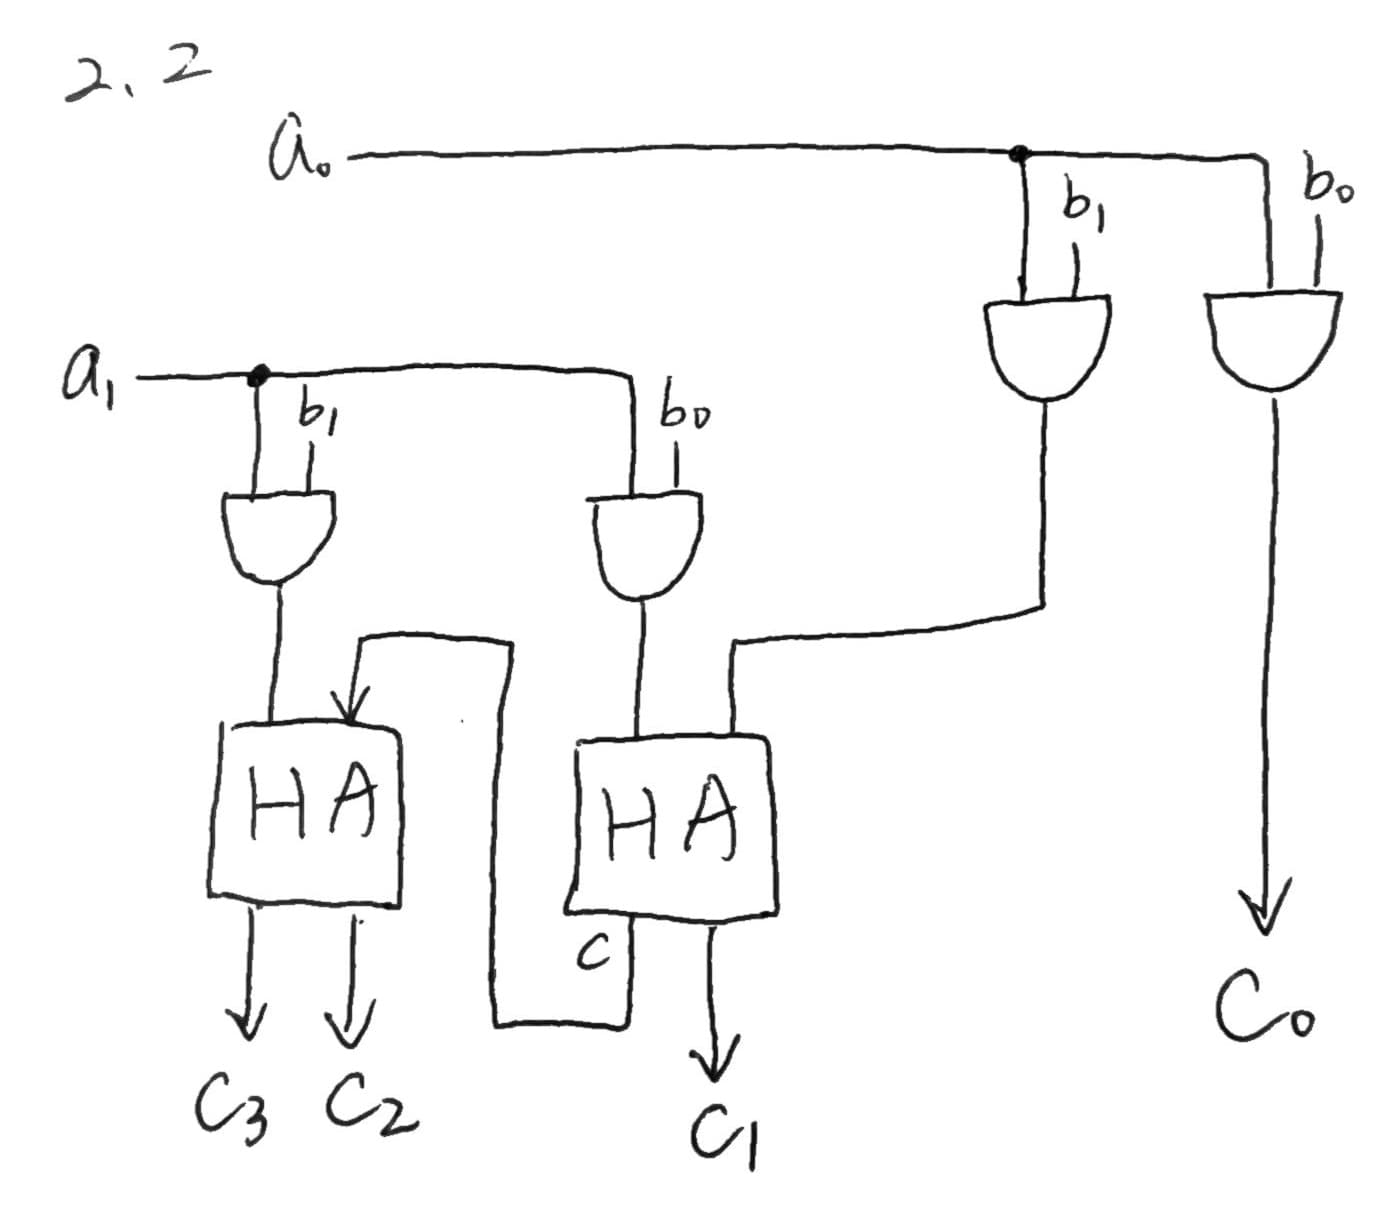 2、2
a₀
b₁ b₀
a₁
b₁ b₀
HA HA
C
C₀
C₃ C₂ C₁